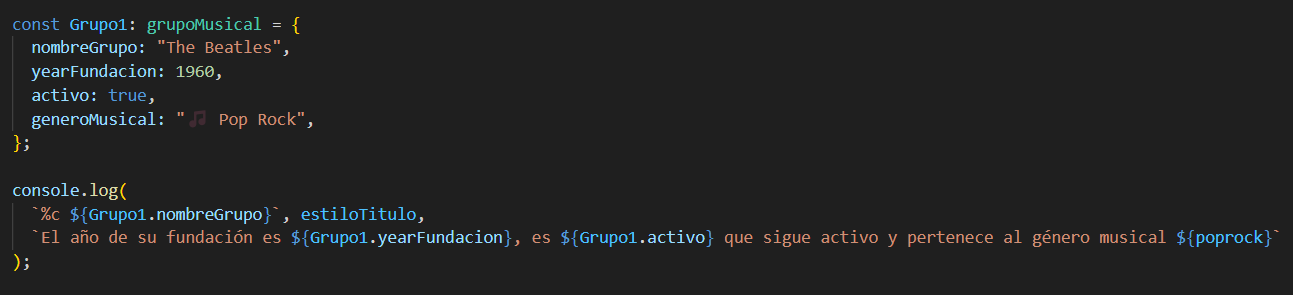 const Grupo1: grupoMusical = {
  nombreGrupo: "The Beatles",
  yearFundacion: 1960,
  activo: true,
  generoMusical: "🎵 Pop Rock",
};

console.log(
  `%c ${Grupo1.nombreGrupo}`, estiloTitulo,
  `El año de su fundación es ${Grupo1.yearFundacion}, es ${Grupo1.activo} que sigue activo y pertenece al género musical ${poprock}`
);